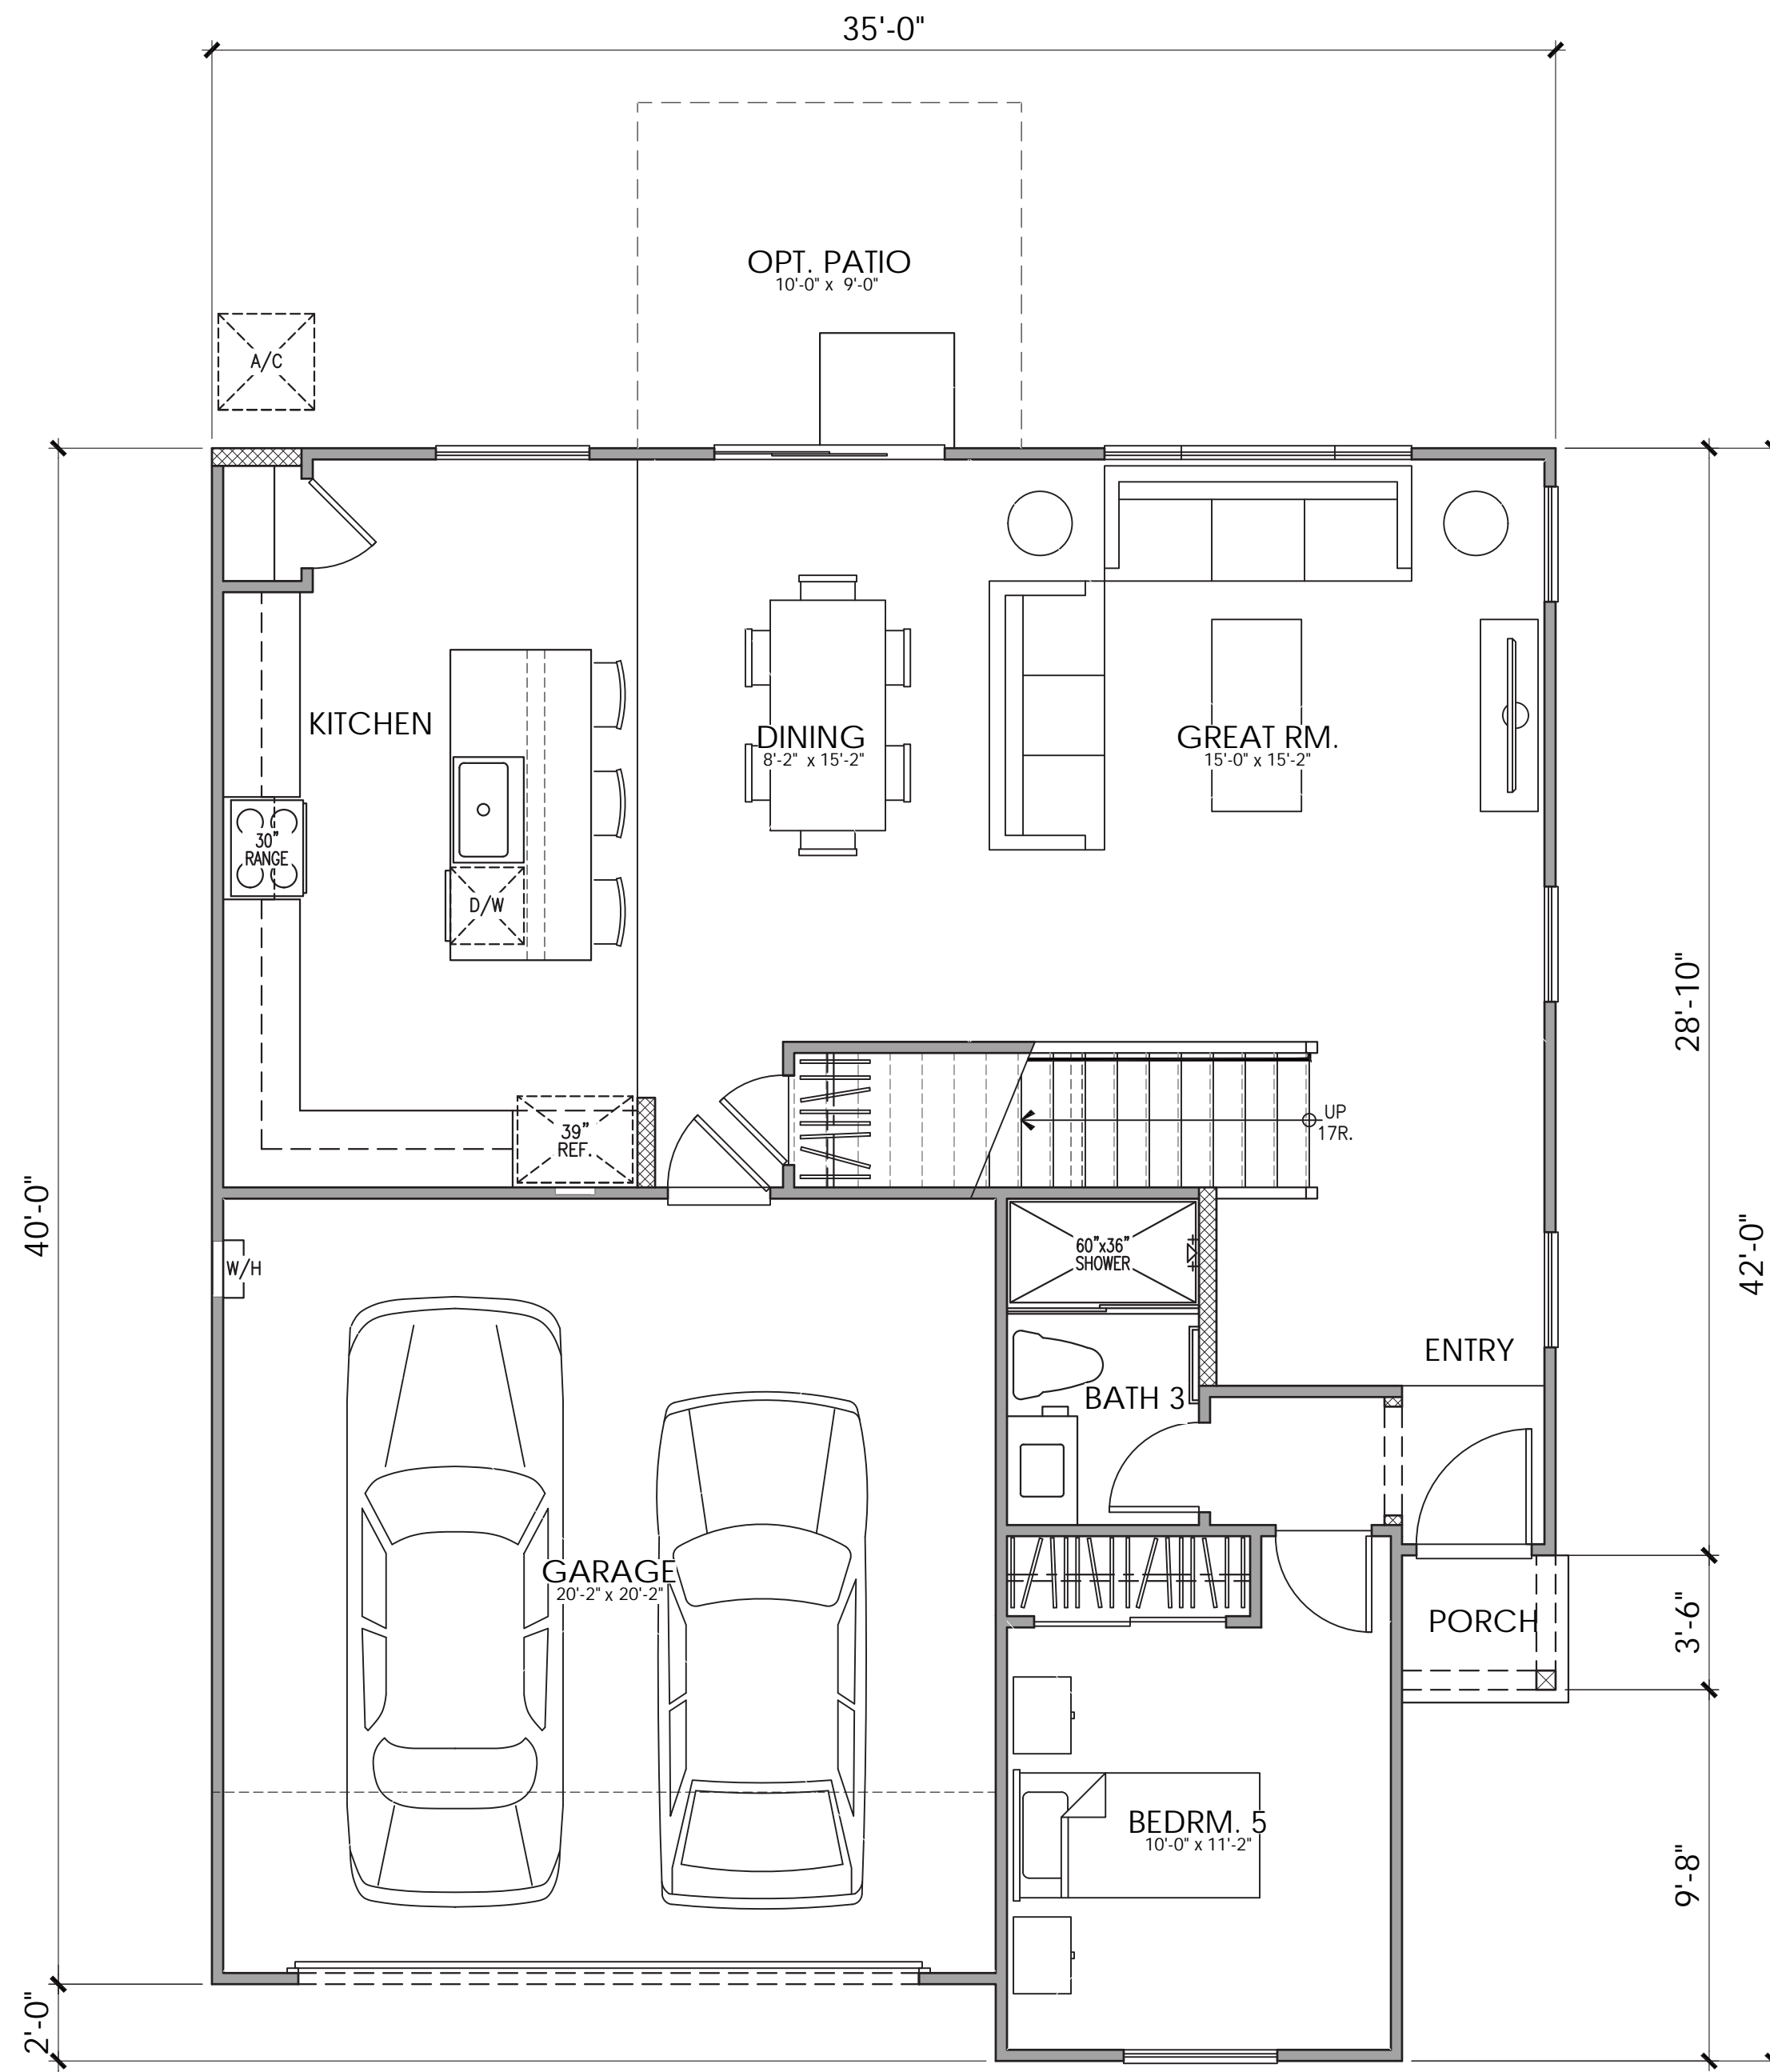 35'-0"
OPT. PATIO
10'-0" x 9'-0"
A/C
KITCHEN
DINING
8'-2" x 15'-2"
GREAT RM.
15'-0" x 15'-2"
30"
RANGE
D/W
28'-10"
39"
REF.
UP
17R.
40'-0"
42'-0"
W/H
60"x36"
SHOWER
ENTRY
BATH 3
GARAGE
20'-2" x 20'-2"
PORCH
3'-6"
BEDRM. 5
10'-0" x 11'-2"
9'-8"
2'-0"